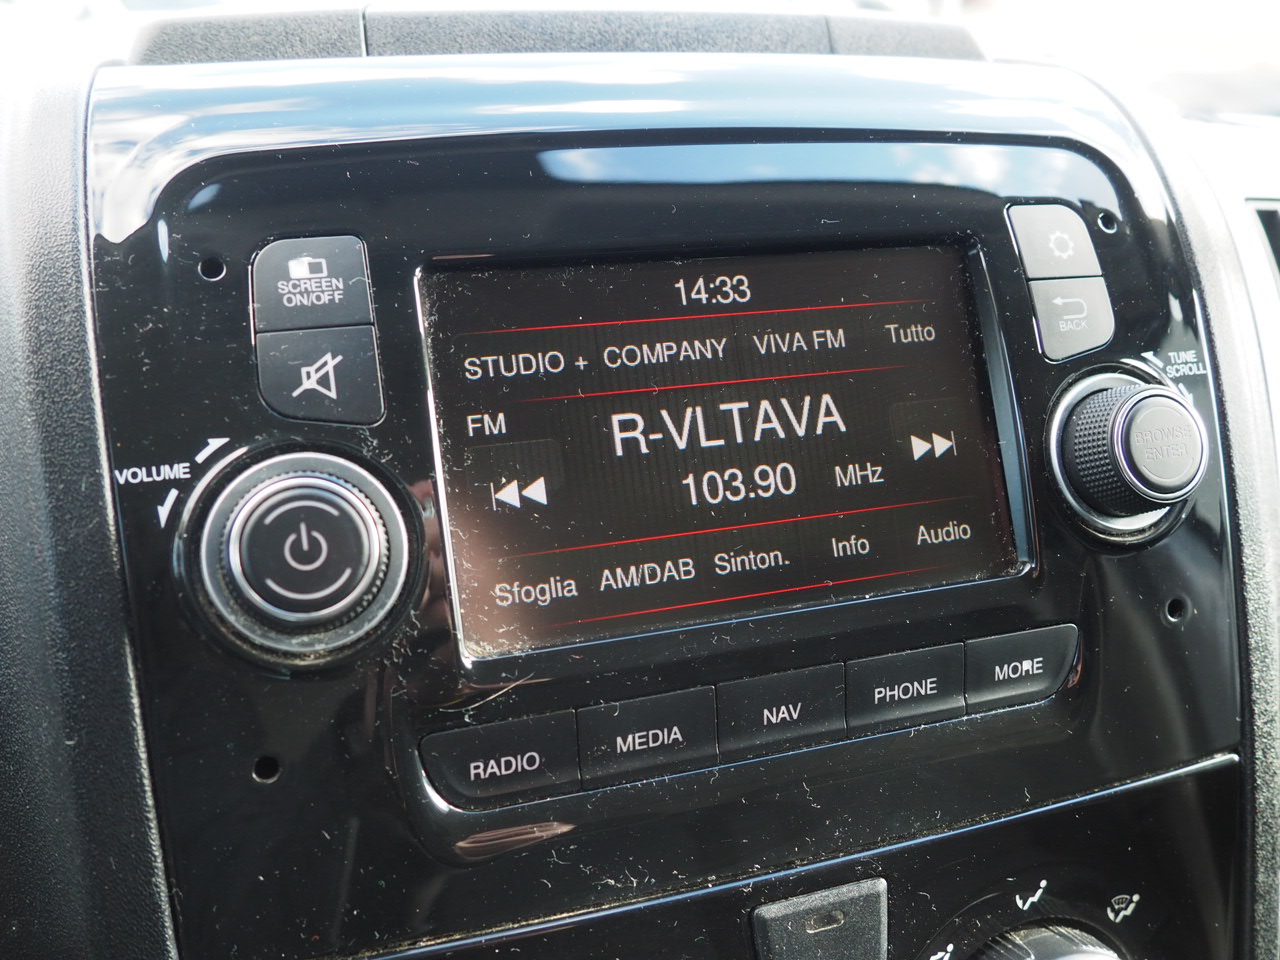 SCREEN
ON/OFF
14:33
STUDIO + COMPANY VIVA FM Tutto
FM R-VLTAVA
103.90 MHz
Sfoglia AM/DAB Sinton. Info Audio
BACK
TUNE
SCROLL
BROWSE
ENTER
VOLUME
RADIO MEDIA NAV PHONE MORE